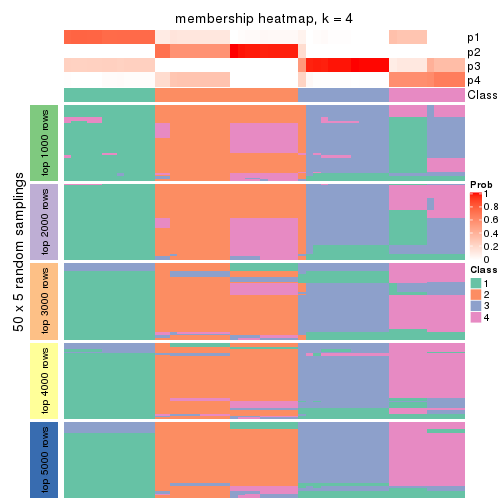 membership heatmap, k = 4
p1
p2
p3
p4
Class
50 x 5 random samplings
top 1000 rows
top 2000 rows
top 3000 rows
top 4000 rows
top 5000 rows
Prob
1
0.8
0.6
0.4
0.2
0
Class
1
2
3
4